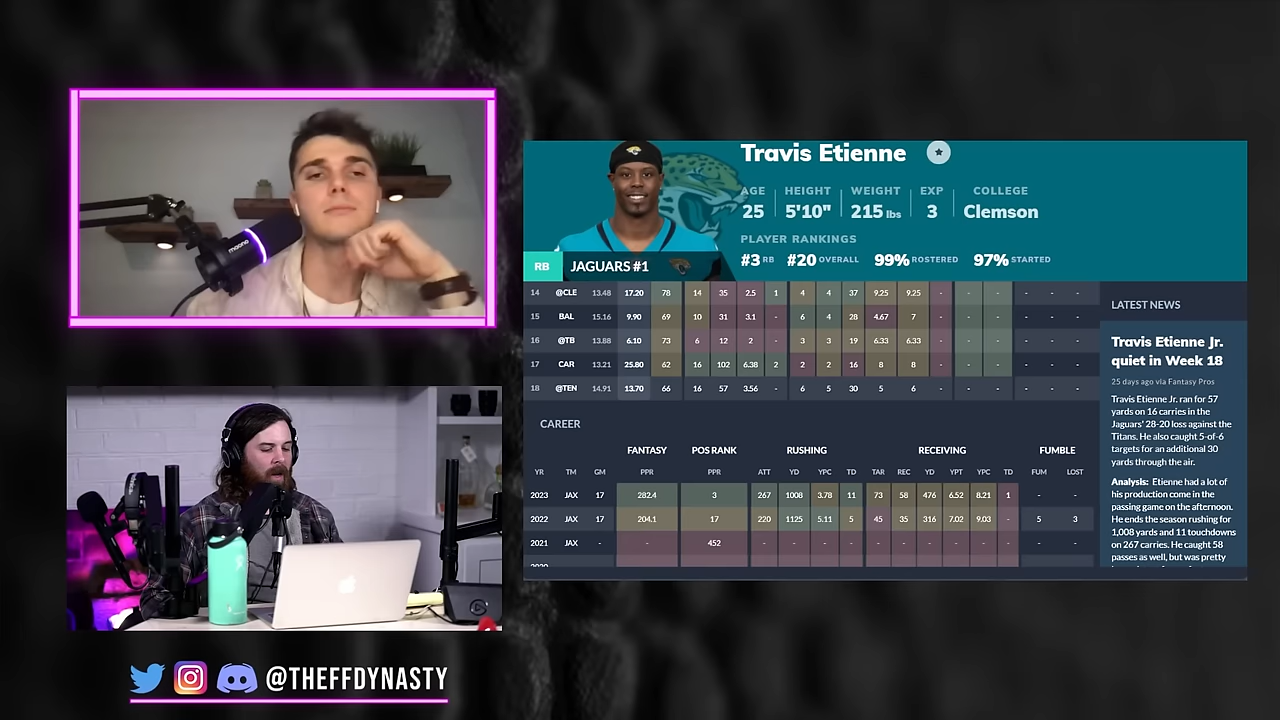 maono
@THEFFDYNASTY
Travis Etienne
AGE HEIGHT WEIGHT EXP COLLEGE
25 5'10" 215 lbs 3 Clemson
PLAYER RANKINGS
#3 RB #20 OVERALL 99% ROSTERED 97% STARTED
RB JAGUARS #1
14 @CLE 13.48 17.20 78 14 35 2.5 1 4 4 37 9.25 9.25 - - - - - -
15 BAL 15.16 9.90 69 10 31 3.1 - 6 4 28 4.67 7 - - - - - -
16 @TB 13.88 6.10 73 6 12 2 - 3 3 19 6.33 6.33 - - - - - -
17 CAR 13.21 25.80 62 16 102 6.38 2 2 2 16 8 8 - - - - - -
18 @TEN 14.91 13.70 66 16 57 3.56 - 6 5 30 5 6 - - - - - -
CAREER
FANTASY POS RANK RUSHING RECEIVING FUMBLE
YR TM GM PPR PPR ATT YD YPC TD TAR REC YD YPT YPC TD FUM LOST
2023 JAX 17 282.4 3 267 1008 3.78 11 73 58 476 6.52 8.21 1 - -
2022 JAX 17 204.1 17 220 1125 5.11 5 45 35 316 7.02 9.03 - 5 3
2021 JAX - - 452 - - - - - - - - - - - -
LATEST NEWS
Travis Etienne Jr.
quiet in Week 18
25 days ago via Fantasy Pros
Travis Etienne Jr. ran for 57
yards on 16 carries in the
Jaguars' 28-20 loss against the
Titans. He also caught 5-of-6
targets for an additional 30
yards through the air.
Analysis: Etienne had a lot of
his production come in the
passing game on the afternoon.
He ends the season rushing for
1,008 yards and 11 touchdowns
on 267 carries. He caught 58
passes as well, but was pretty